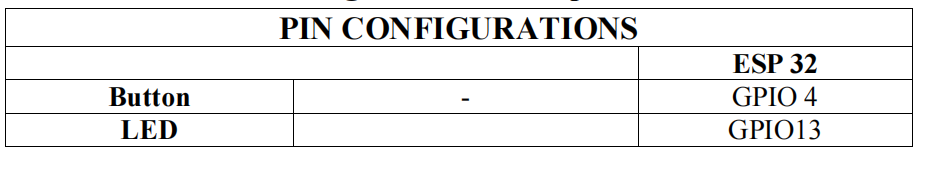 PIN CONFIGURATIONS
ESP 32
Button - GPIO 4
LED GPIO13